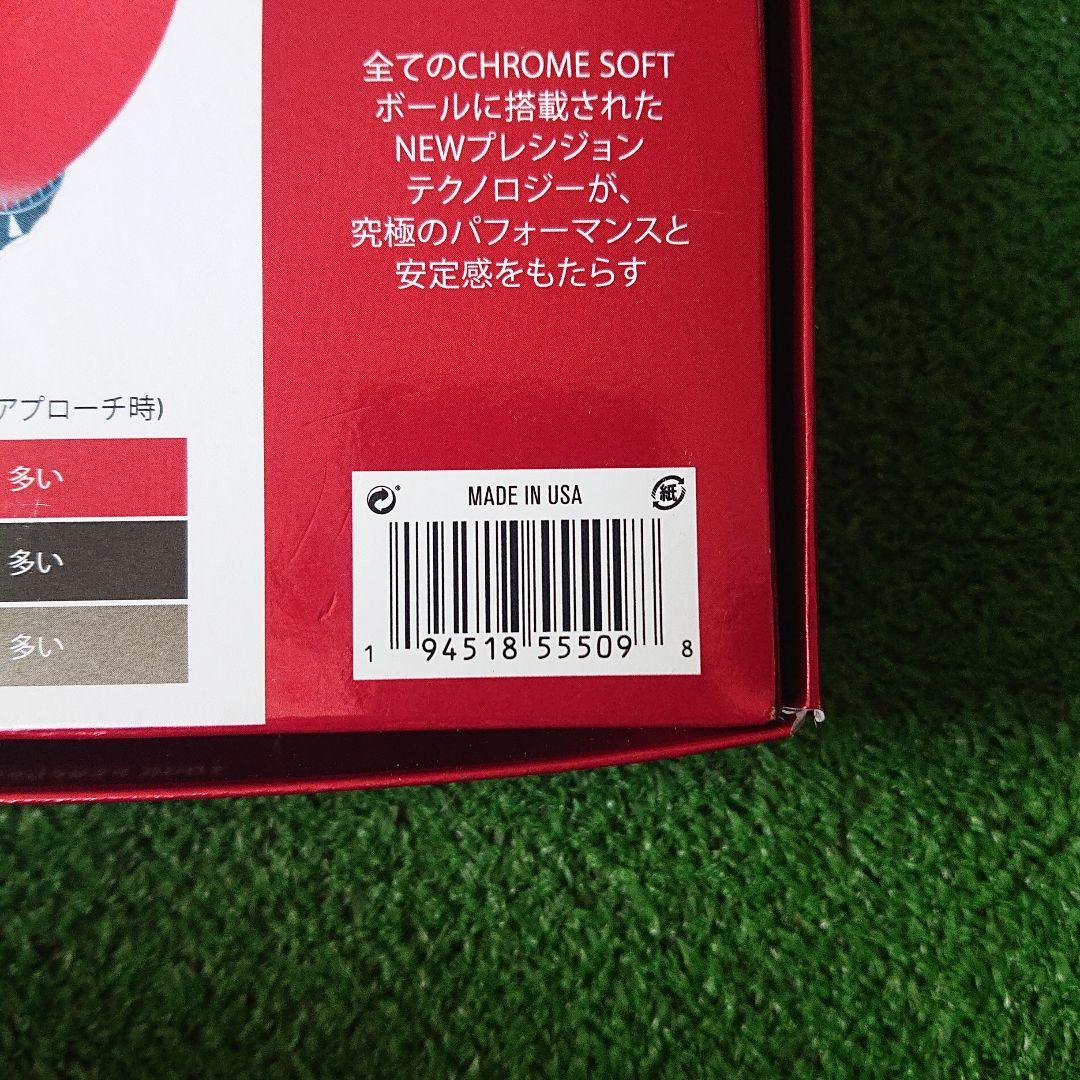 全てのCHROME SOFT
ボールに搭載された
NEWプレシジョン
テクノロジーが、
究極のパフォーマンスと
安定感をもたらす
アプローチ時)
多い
多い
多い
MADE IN USA
紙
1 94518 55509 8